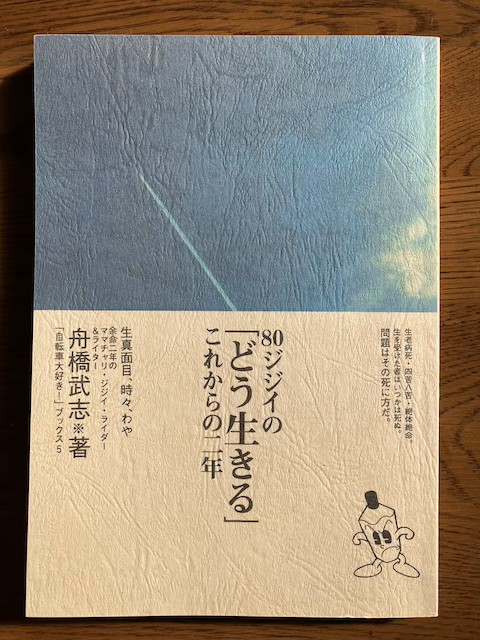 生老病死・四苦八苦・絶体絶命。
生を受けた者はいつかは死ぬ。
問題はその死に方だ。
80ジジイの
「どう生きる」
これからの二年
生真面目、時々、わや
余命二年の
ママチャリ・ジジイ・ライダー
&ライター
舟橋武志※著
「自転車大好き!」ブックス5